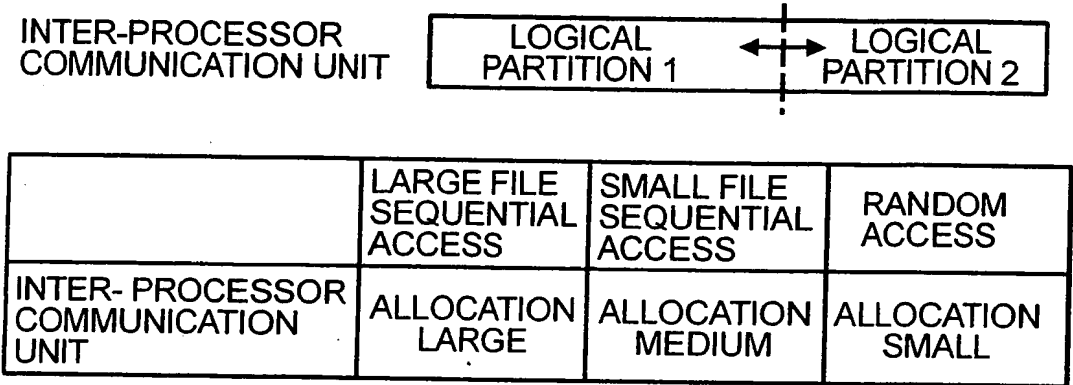 INTER-PROCESSOR
COMMUNICATION UNIT
LOGICAL
PARTITION 1
LOGICAL
PARTITION 2
LARGE FILE
SEQUENTIAL
ACCESS
SMALL FILE
SEQUENTIAL
ACCESS
RANDOM
ACCESS
INTER- PROCESSOR
COMMUNICATION
UNIT
ALLOCATION
LARGE
ALLOCATION
MEDIUM
ALLOCATION
SMALL